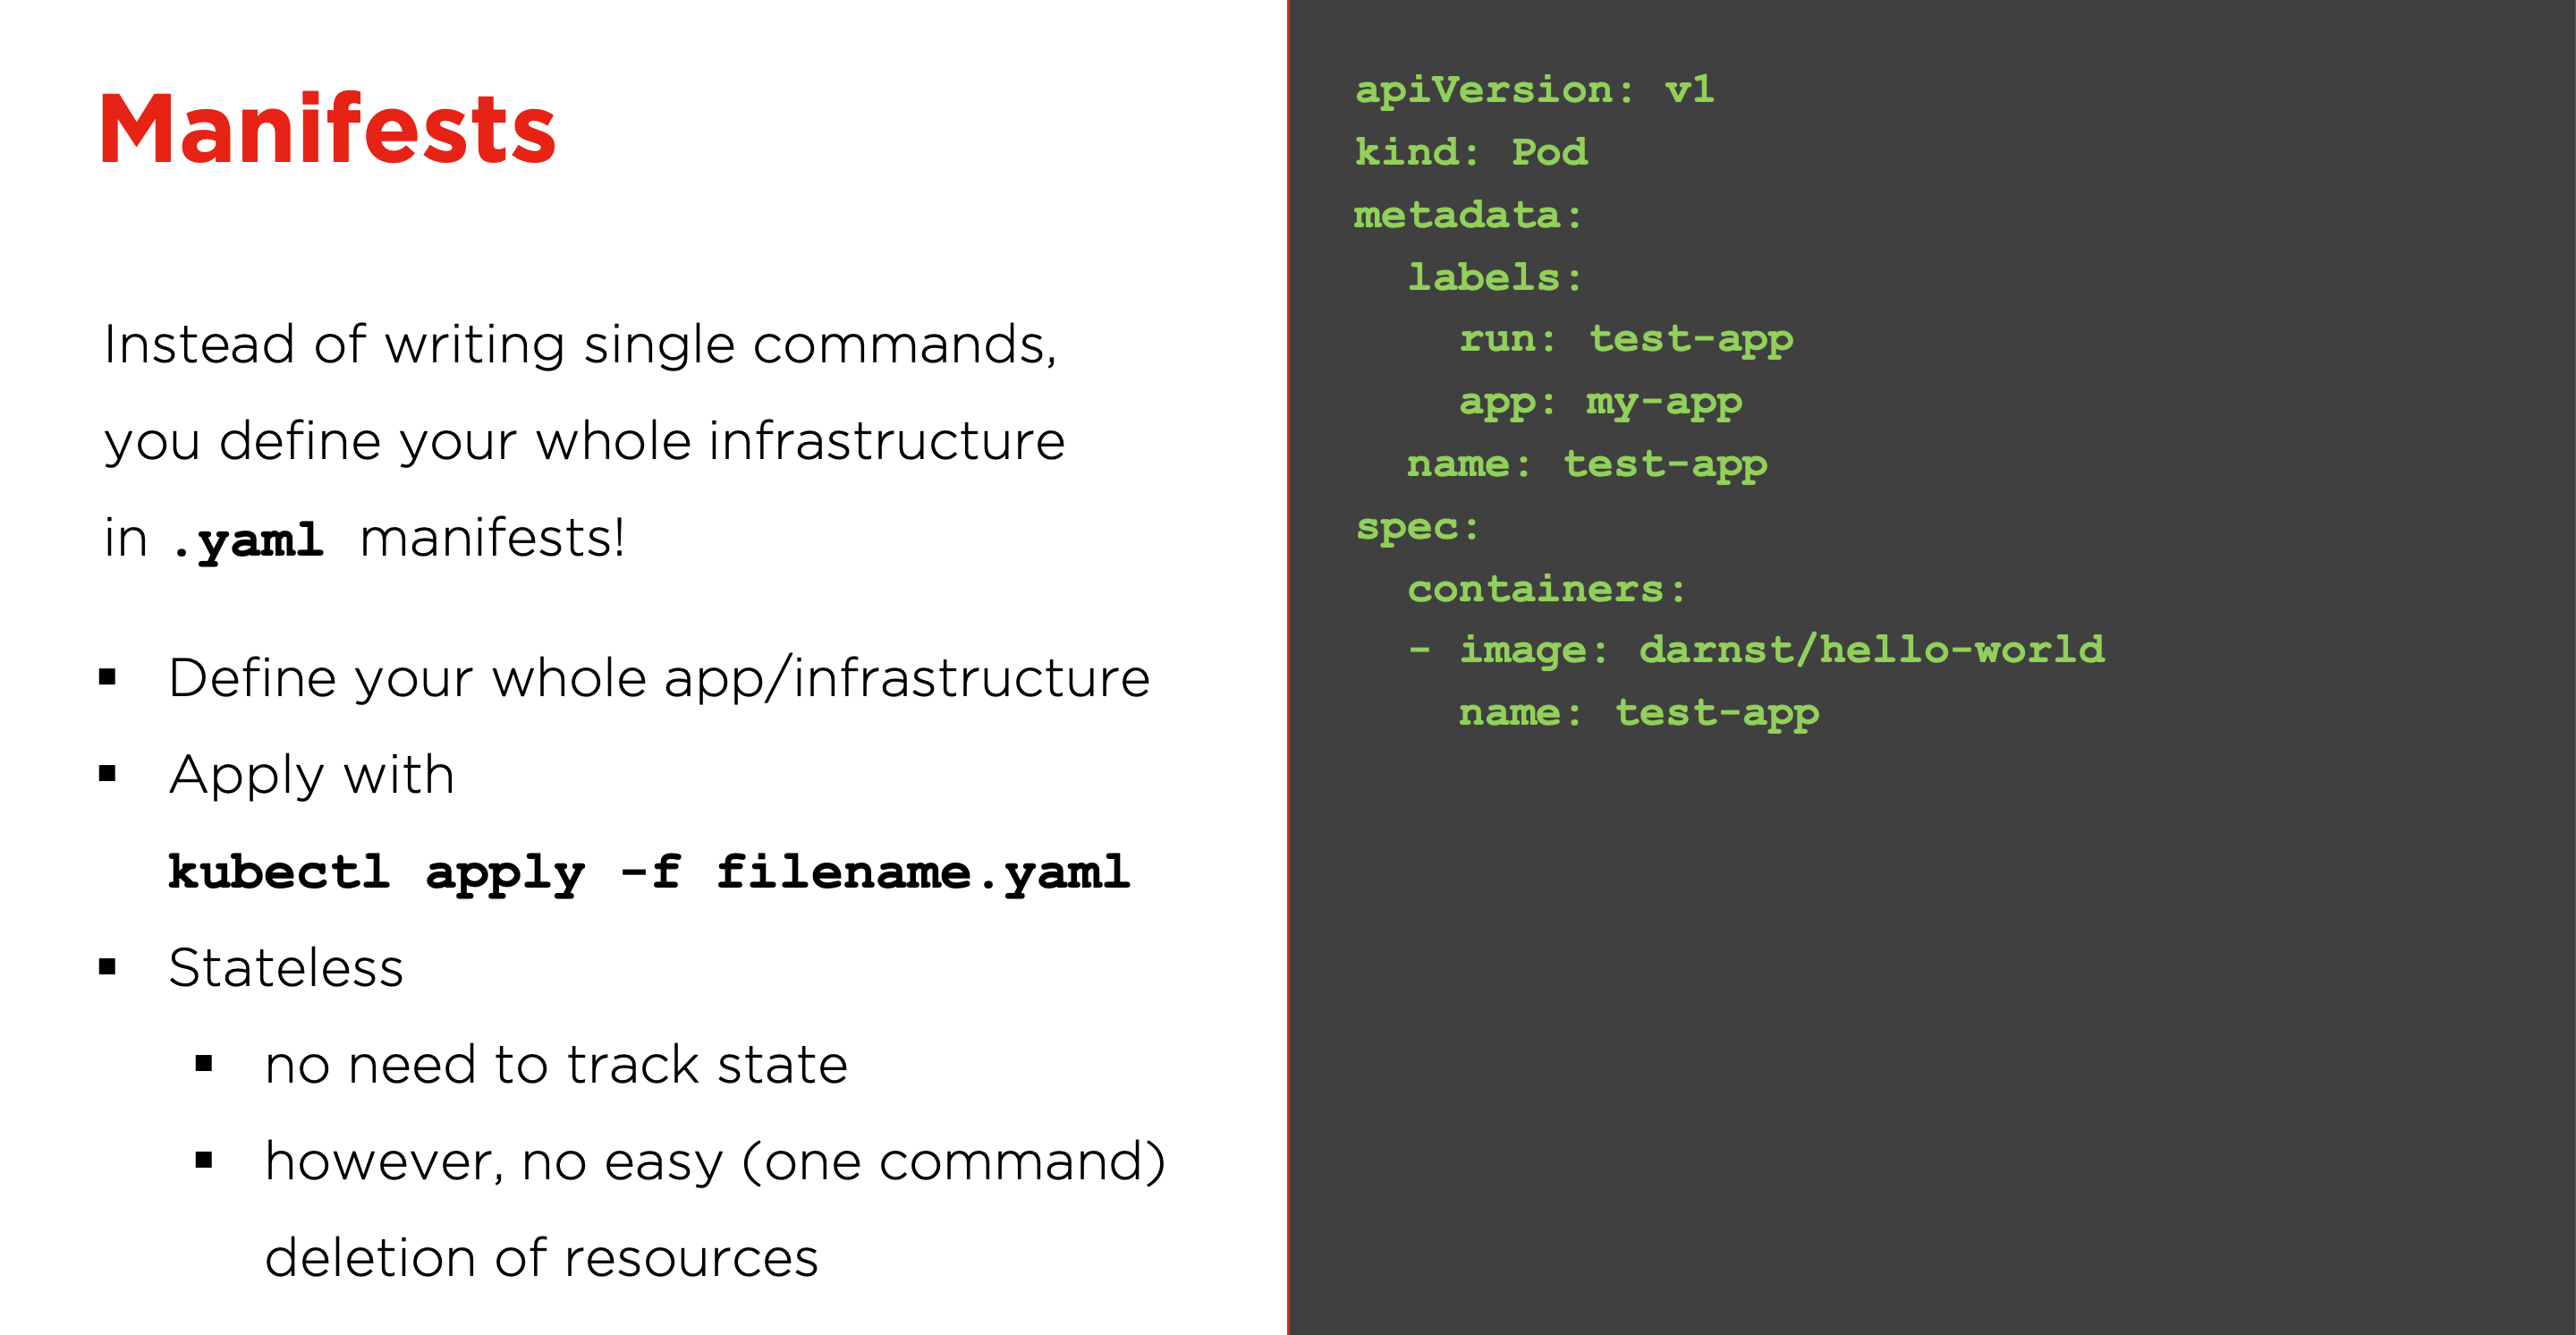 Manifests
Instead of writing single commands,
you define your whole infrastructure
in .yaml manifests!
▪ Define your whole app/infrastructure
▪ Apply with
kubectl apply -f filename.yaml
▪ Stateless
▪ no need to track state
▪ however, no easy (one command)
deletion of resources
apiVersion: v1
kind: Pod
metadata:
  labels:
    run: test-app
    app: my-app
  name: test-app
spec:
  containers:
  - image: darnst/hello-world
    name: test-app